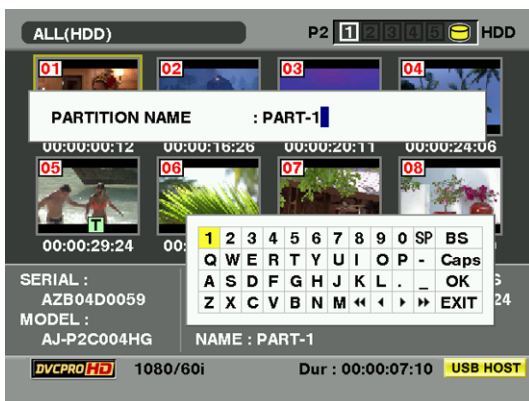 ALL(HDD)
P2 1 2 3 4 5 HDD
01 02 03 04
PARTITION NAME : PART-1
00:00:00:12 00:00:16:26 00:00:20:11 00:00:24:06
05 06 07 08
T
00:00:29:24 00:
1 2 3 4 5 6 7 8 9 0 SP BS
Q W E R T Y U I O P - Caps
A S D F G H J K L . _ OK
Z X C V B N M EXIT
SERIAL :
AZB04D0059
MODEL :
AJ-P2C004HG
S
24
NAME : PART-1
DVCPRO HD 1080/60i Dur : 00:00:07:10 USB HOST